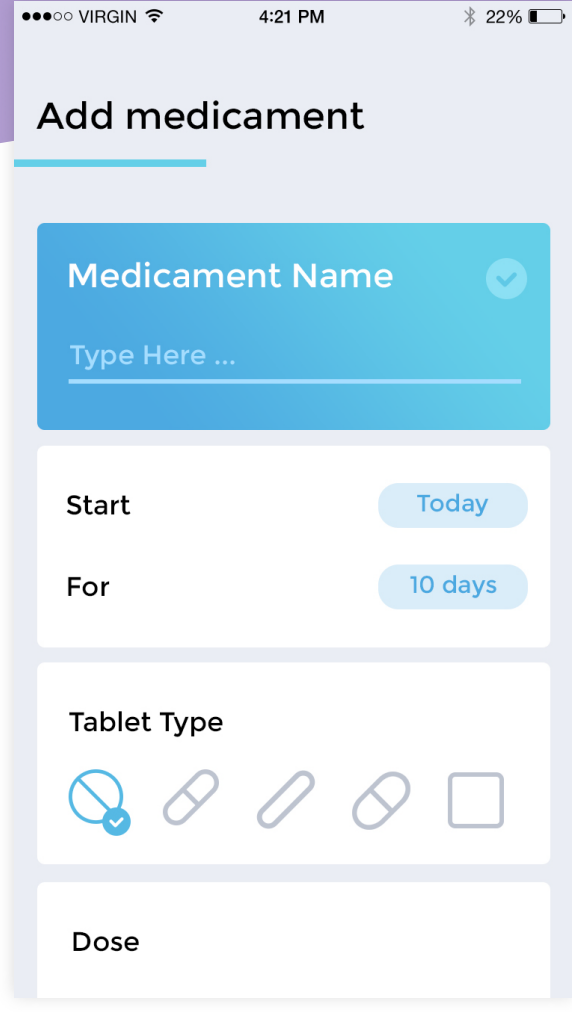 VIRGIN 4:21 PM 22%
Add medicament
Medicament Name
Type Here ...
Start Today
For 10 days
Tablet Type
Dose